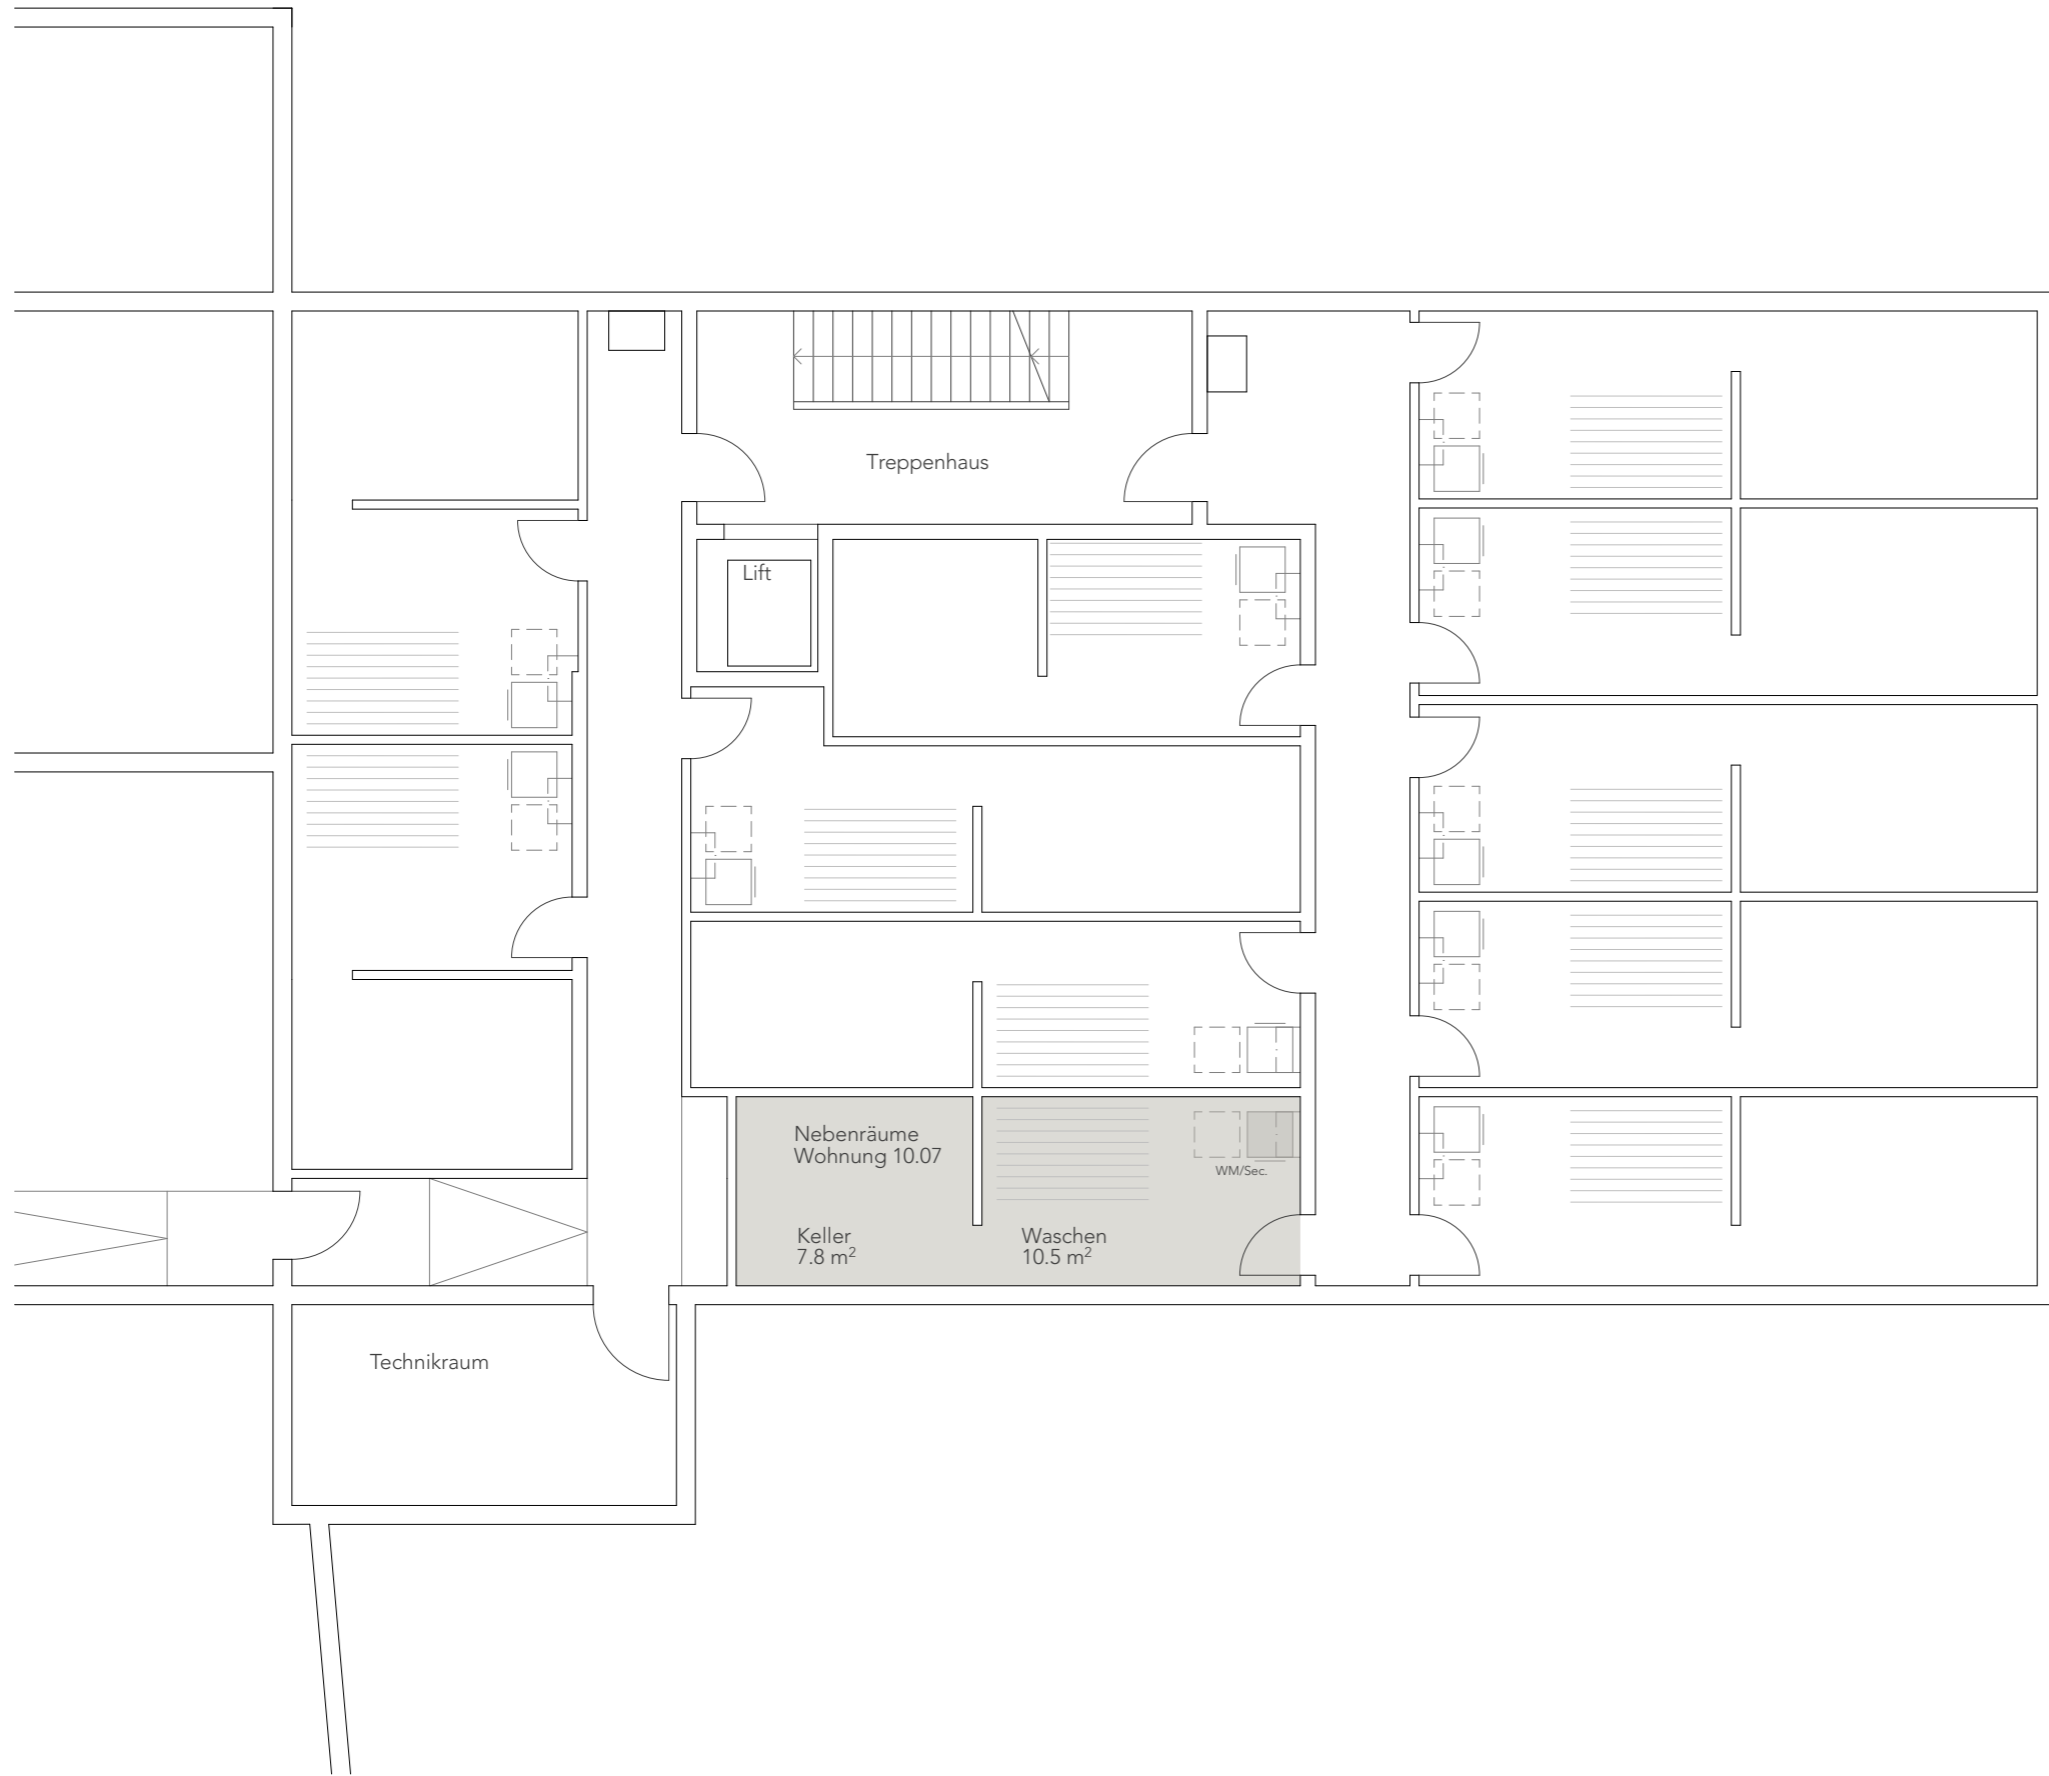 Treppenhaus
Lift
Nebenräume
Wohnung 10.07
WM/Sec.
Keller
7.8 m²
Waschen
10.5 m²
Technikraum